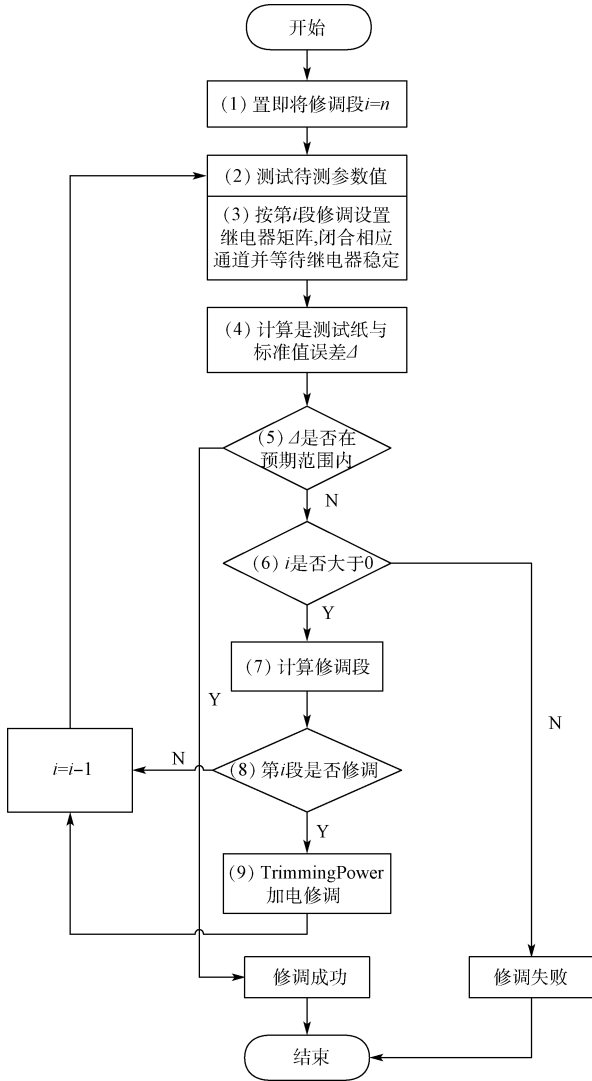 开始
(1) 置即将修调段i=n
(2) 测试待测参数值
(3) 按第i段修调设置
继电器矩阵,闭合相应
通道并等待继电器稳定
(4) 计算是测试纸与
标准值误差Δ
(5) Δ是否在
预期范围内
N
(6) i是否大于0
Y
(7) 计算修调段
Y
N
i=i−1
N
(8) 第i段是否修调
Y
(9) TrimmingPower
加电修调
修调成功
修调失败
结束